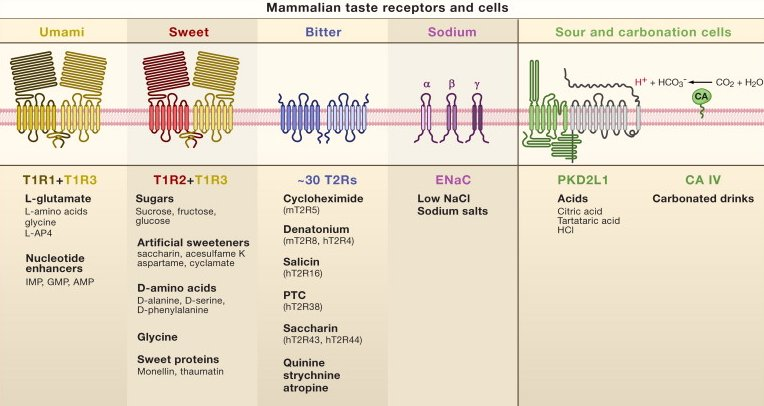 Mammalian taste receptors and cells
Umami
Sweet
Bitter
Sodium
Sour and carbonation cells
α
β
γ
H+ + HCO3- ← CO2 + H2O
CA
T1R1+T1R3
L-glutamate
L-amino acids
glycine
L-AP4
Nucleotide
enhancers
IMP, GMP, AMP
T1R2+T1R3
Sugars
Sucrose, fructose,
glucose
Artificial sweeteners
saccharin, acesulfame K
aspartame, cyclamate
D-amino acids
D-alanine, D-serine,
D-phenylalanine
Glycine
Sweet proteins
Monellin, thaumatin
~30 T2Rs
Cycloheximide
(mT2R5)
Denatonium
(mT2R8, hT2R4)
Salicin
(hT2R16)
PTC
(hT2R38)
Saccharin
(hT2R43, hT2R44)
Quinine
strychnine
atropine
ENaC
Low NaCl
Sodium salts
PKD2L1
Acids
Citric acid
Tartataric acid
HCl
CA IV
Carbonated drinks